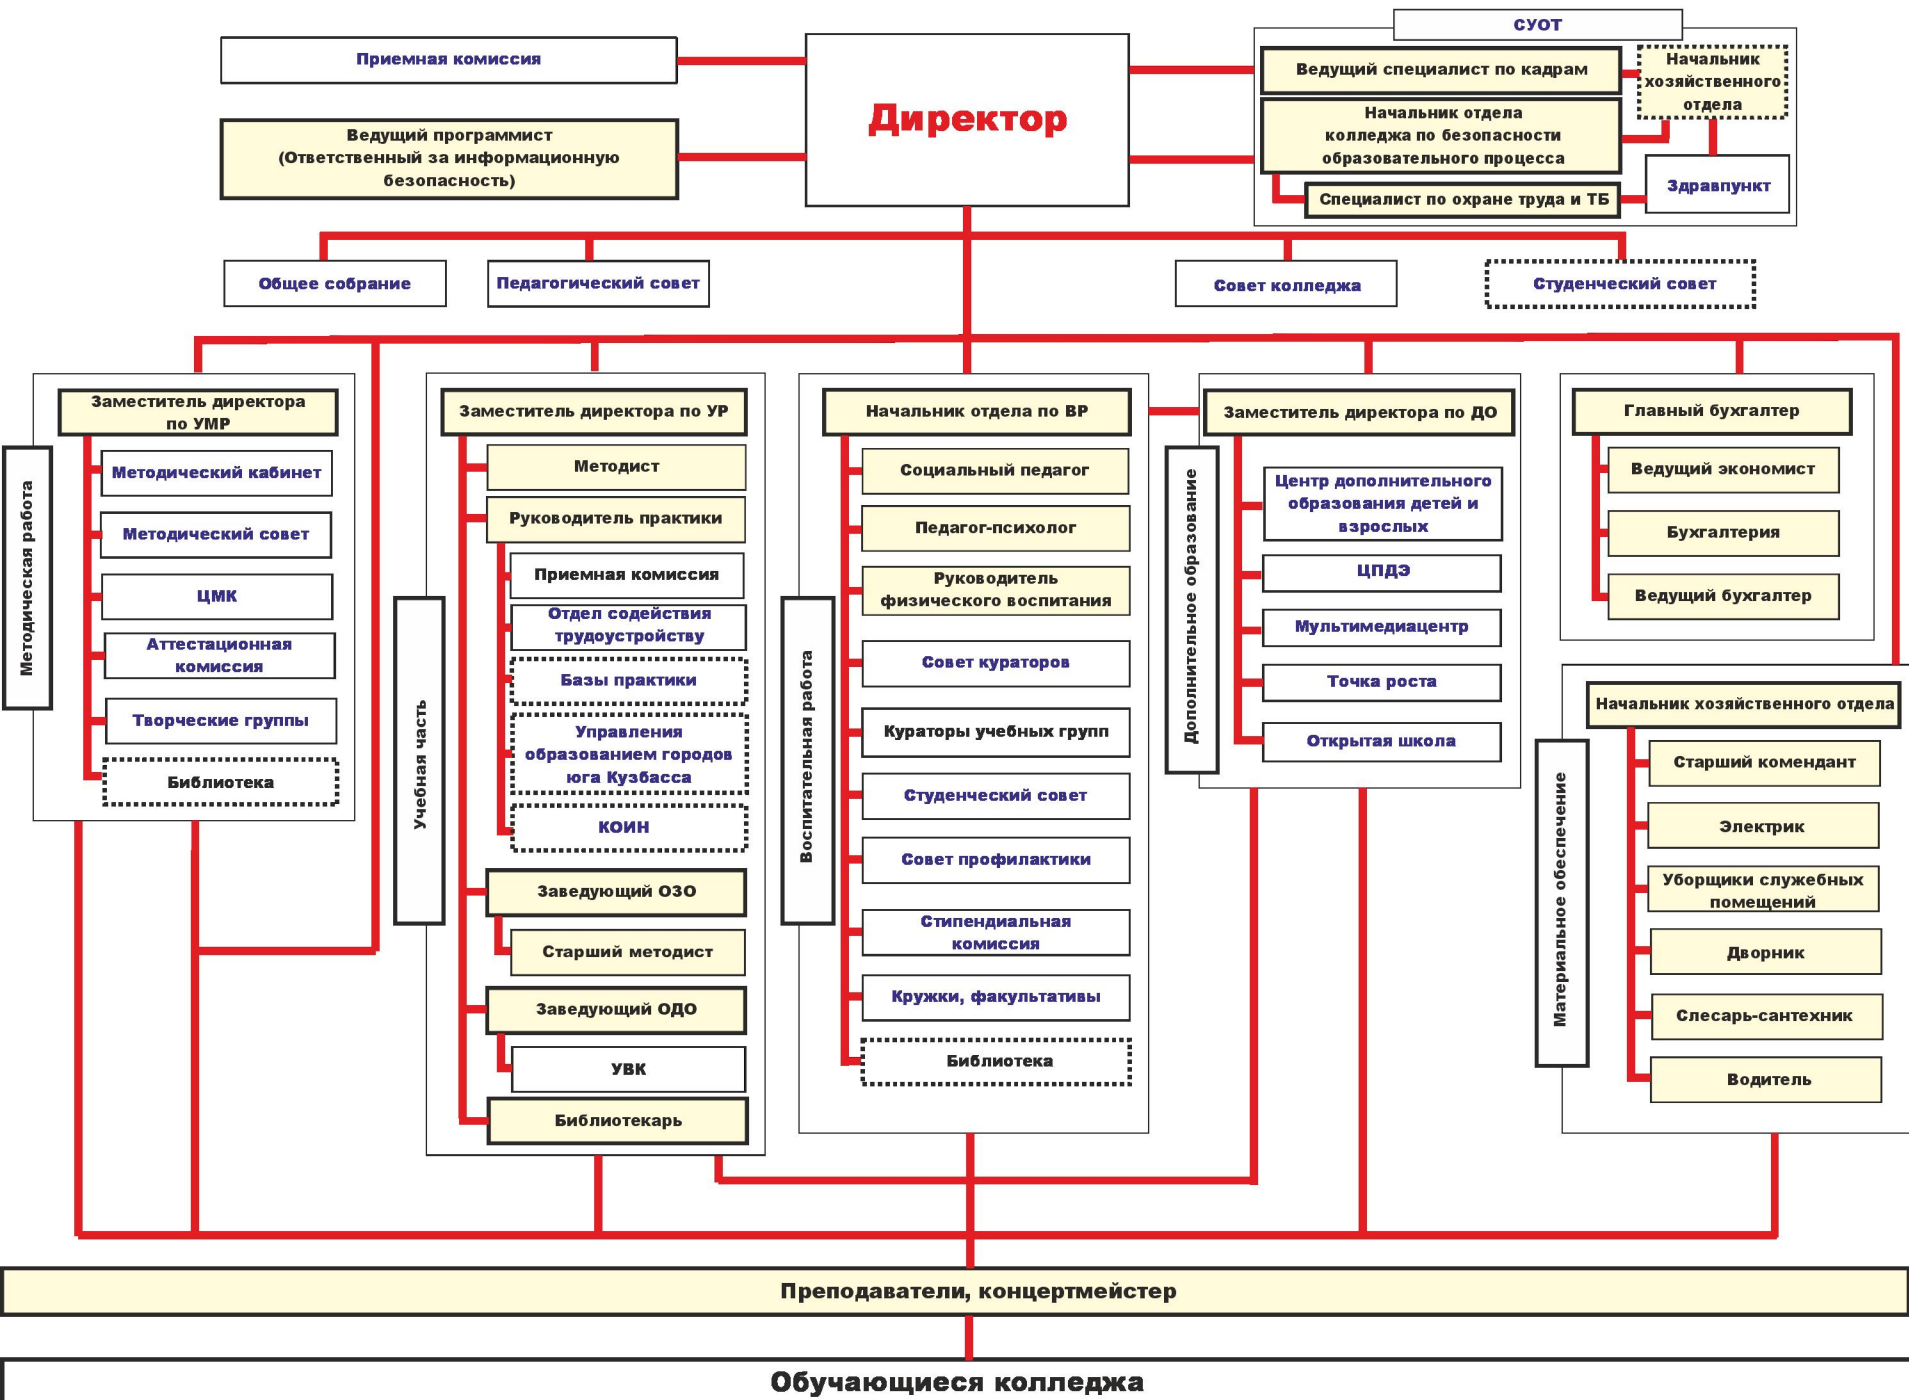 СУОТ
Приемная комиссия
Ведущий программист
(Ответственный за информационную
безопасность)
Директор
Ведущий специалист по кадрам
Начальник
хозяйственного
отдела
Начальник отдела
колледжа по безопасности
образовательного процесса
Специалист по охране труда и ТБ
Здравпункт
Общее собрание
Педагогический совет
Совет колледжа
Студенческий совет
Методическая работа
Заместитель директора
по УМР
Методический кабинет
Методический совет
ЦМК
Аттестационная
комиссия
Творческие группы
Библиотека
Учебная часть
Заместитель директора по УР
Методист
Руководитель практики
Приемная комиссия
Отдел содействия
трудоустройству
Базы практики
Управления
образованием городов
юга Кузбасса
КОИН
Заведующий ОЗО
Старший методист
Заведующий ОДО
УВК
Библиотекарь
Воспитательная работа
Начальник отдела по ВР
Социальный педагог
Педагог-психолог
Руководитель
физического воспитания
Совет кураторов
Кураторы учебных групп
Студенческий совет
Совет профилактики
Стипендиальная
комиссия
Кружки, факультативы
Библиотека
Дополнительное образование
Заместитель директора по ДО
Центр дополнительного
образования детей и
взрослых
ЦПДЭ
Мультимедиацентр
Точка роста
Открытая школа
Главный бухгалтер
Ведущий экономист
Бухгалтерия
Ведущий бухгалтер
Материальное обеспечение
Начальник хозяйственного отдела
Старший комендант
Электрик
Уборщики служебных
помещений
Дворник
Слесарь-сантехник
Водитель
Преподаватели, концертмейстер
Обучающиеся колледжа